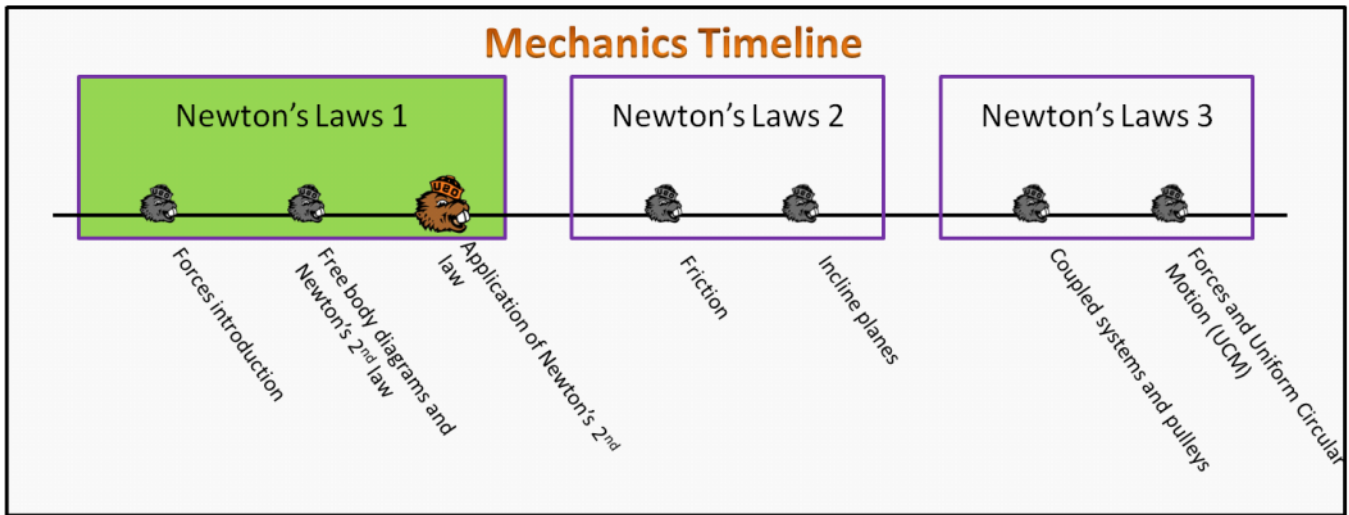 Mechanics Timeline
Newton's Laws 1
Newton's Laws 2
Newton's Laws 3
Forces introduction
Free body diagrams and
Newton's 2nd law
Application of Newton's 2nd
law
Friction
Incline planes
Coupled systems and pulleys
Forces and Uniform Circular
Motion (UCM)